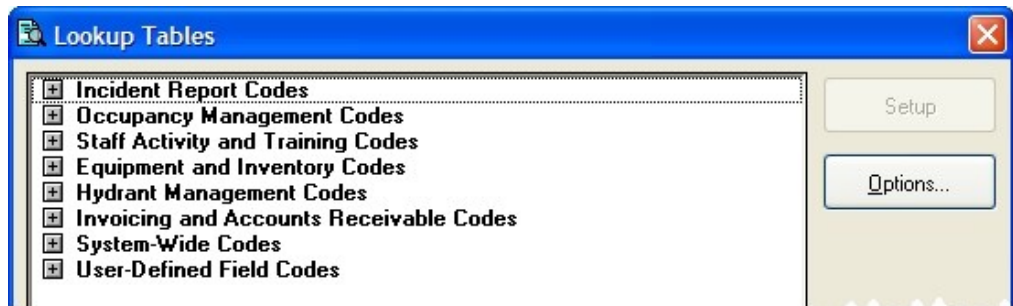 Lookup Tables
Incident Report Codes
Occupancy Management Codes
Staff Activity and Training Codes
Equipment and Inventory Codes
Hydrant Management Codes
Invoicing and Accounts Receivable Codes
System-Wide Codes
User-Defined Field Codes
Setup
Options...